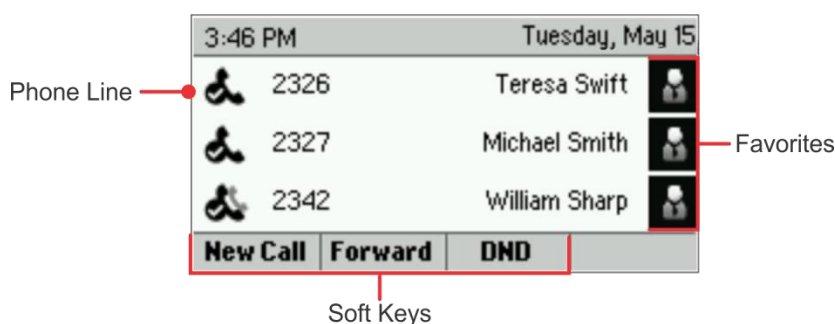 3:46 PM Tuesday, May 15
Phone Line 2326 Teresa Swift
2327 Michael Smith Favorites
2342 William Sharp
New Call Forward DND
Soft Keys